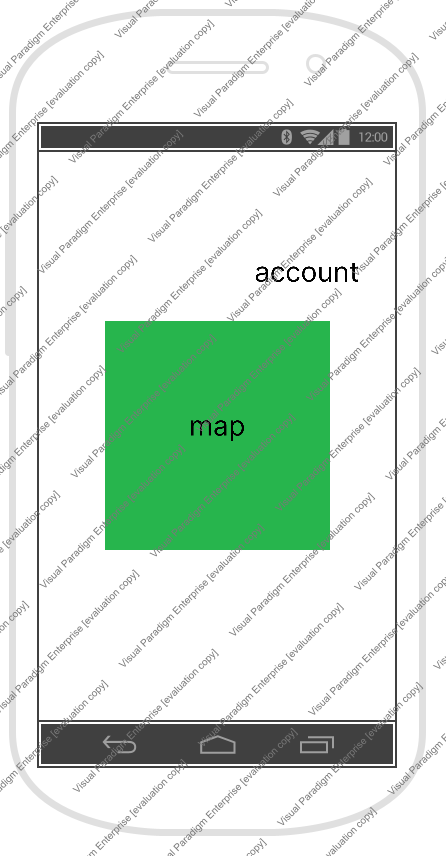 12:00
account
map
Visual Paradigm Enterprise [evaluation copy]